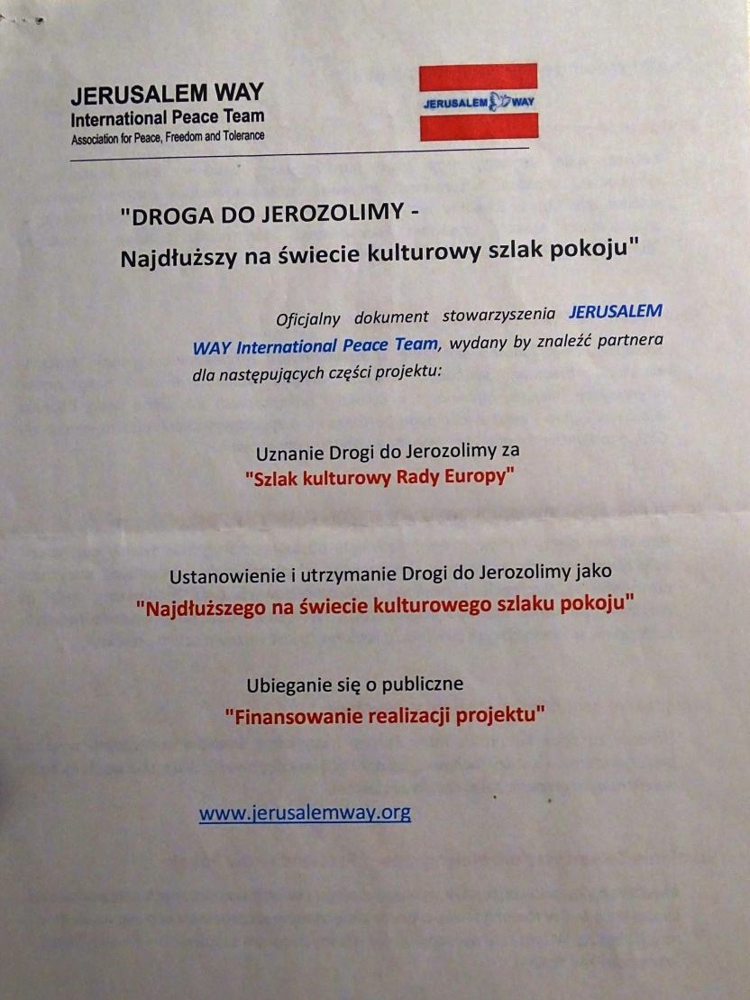 JERUSALEM WAY
International Peace Team
Association for Peace, Freedom and Tolerance
JERUSALEM WAY
"DROGA DO JEROZOLIMY -
Najdłuższy na świecie kulturowy szlak pokoju"
Oficjalny dokument stowarzyszenia JERUSALEM
WAY International Peace Team, wydany by znaleźć partnera
dla następujących części projektu:
Uznanie Drogi do Jerozolimy za
"Szlak kulturowy Rady Europy"
Ustanowienie i utrzymanie Drogi do Jerozolimy jako
"Najdłuższego na świecie kulturowego szlaku pokoju"
Ubieganie się o publiczne
"Finansowanie realizacji projektu"
www.jerusalemway.org